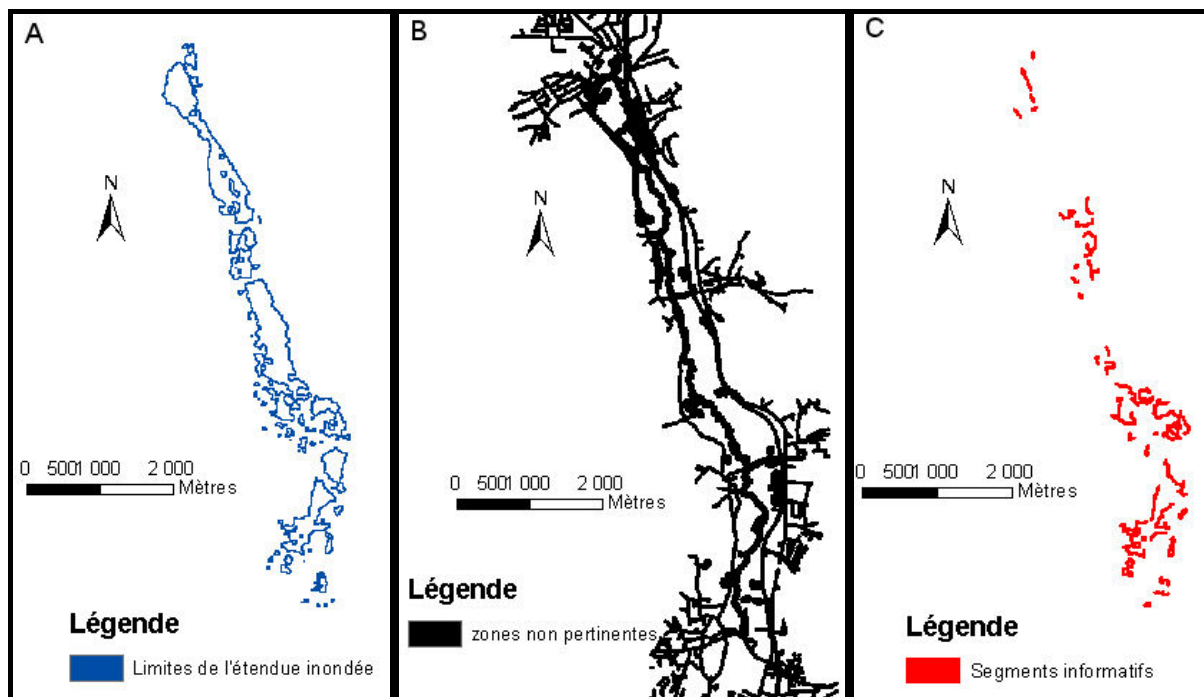 A
N
0 5001 000 2 000
Mètres
Légende
Limites de l'étendue inondée
B
N
0 5001 000 2 000
Mètres
Légende
zones non pertinentes
C
N
0 5001 000 2 000
Mètres
Légende
Segments informatifs